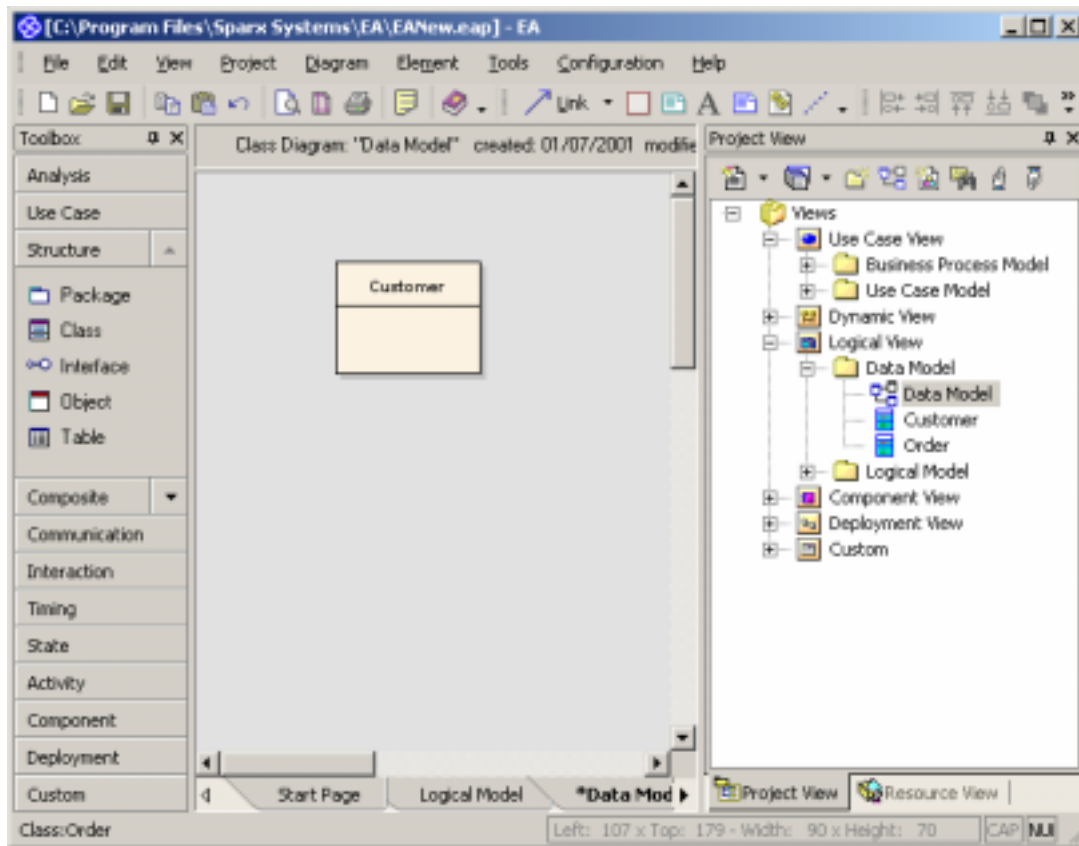 [C:\Program Files\Sparx Systems\EA\EANew.eap] - EA
File Edit View Project Diagram Element Tools Configuration Help
Link
Toolbox
Analysis
Use Case
Structure
Package
Class
Interface
Object
Table
Composite
Communication
Interaction
Timing
State
Activity
Component
Deployment
Custom
Class Diagram: "Data Model" created: 01/07/2001 modifie
Customer
Start Page Logical Model *Data Mod
Project View
Views
Use Case View
Business Process Model
Use Case Model
Dynamic View
Logical View
Data Model
Data Model
Customer
Order
Logical Model
Component View
Deployment View
Custom
Project View Resource View
Class:Order
Left: 107 x Top: 179 - Width: 90 x Height: 70 CAP NUI